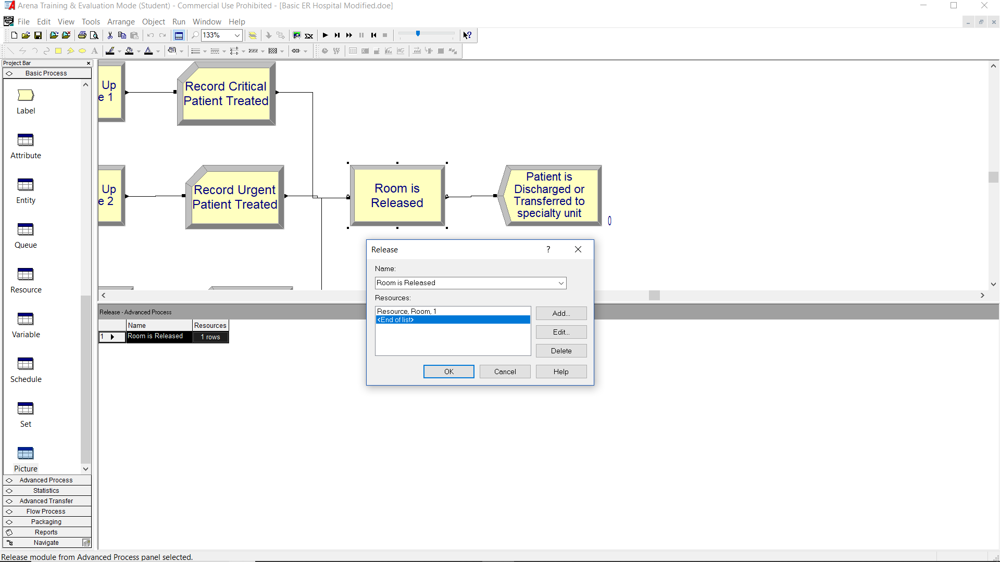 Arena Training & Evaluation Mode (Student) - Commercial Use Prohibited - [Basic ER Hospital Modified.doe]
File Edit View Tools Arrange Object Run Window Help
133%
Project Bar
Basic Process
Label
Attribute
Entity
Queue
Resource
Variable
Schedule
Set
Picture
Advanced Process
Statistics
Advanced Transfer
Flow Process
Packaging
Reports
Navigate
Up
e 1
Record Critical
Patient Treated
Up
e 2
Record Urgent
Patient Treated
Room is
Released
Patient is
Discharged or
Transferred to
specialty unit
0
Release
?
Name:
Room is Released
Resources:
Resource, Room, 1
<End of list>
Add...
Edit...
Delete
OK
Cancel
Help
Release - Advanced Process
Name Resources
1 Room is Released 1 rows
Release module from Advanced Process panel selected.